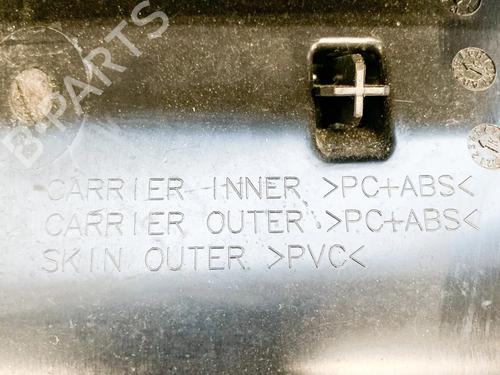 B-PARTS
CARRIER INNER >PC+ABS<
CARRIER OUTER >PC+ABS<
SKIN OUTER >PVC<